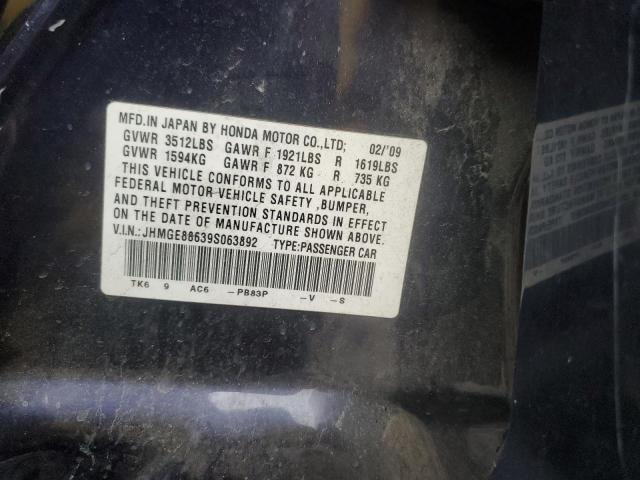 MFD.IN JAPAN BY HONDA MOTOR CO.,LTD; 02/'09
GVWR 3512LBS GAWR F 1921LBS R 1619LBS
GVWR 1594KG GAWR F 872 KG R 735 KG
THIS VEHICLE CONFORMS TO ALL APPLICABLE
FEDERAL MOTOR VEHICLE SAFETY ,BUMPER,
AND THEFT PREVENTION STANDARDS IN EFFECT
ON THE DATE OF MANUFACTURE SHOWN ABOVE.
V.I.N.:JHMGE88639S063892 TYPE:PASSENGER CAR
TK6 9 AC6 -PB83P -V -S